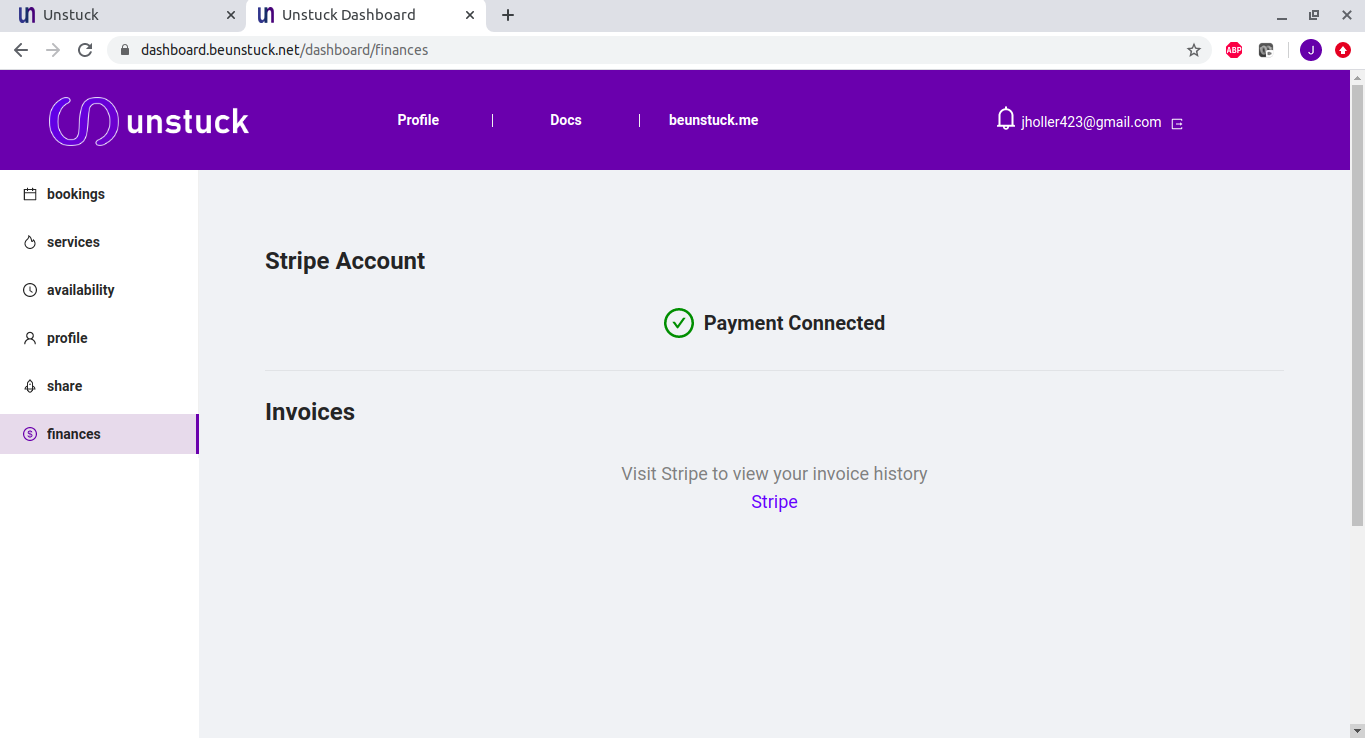 Unstuck
Unstuck Dashboard
dashboard.beunstuck.net/dashboard/finances
ABP
J
unstuck
Profile
Docs
beunstuck.me
jholler423@gmail.com
bookings
services
availability
profile
share
finances
Stripe Account
Payment Connected
Invoices
Visit Stripe to view your invoice history
Stripe